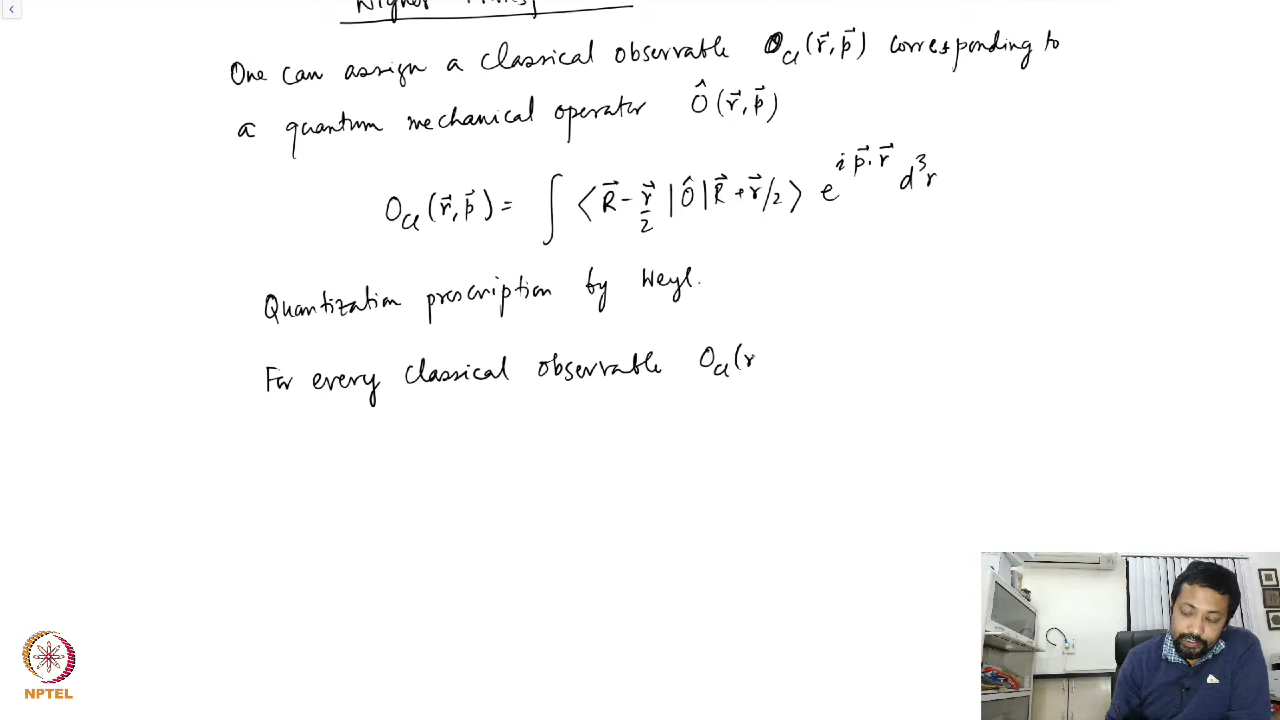 One can assign a classical observable O_cl(r⃗, p⃗) corresponding to
a quantum mechanical operator Ô(r⃗, p⃗)
O_cl(r⃗, p⃗) = ∫ ⟨R⃗ − r⃗/2 |Ô| R⃗ + r⃗/2⟩ e^{i p⃗·r⃗} d³r
Quantization prescription by Weyl.
For every classical observable O_cl(r
NPTEL